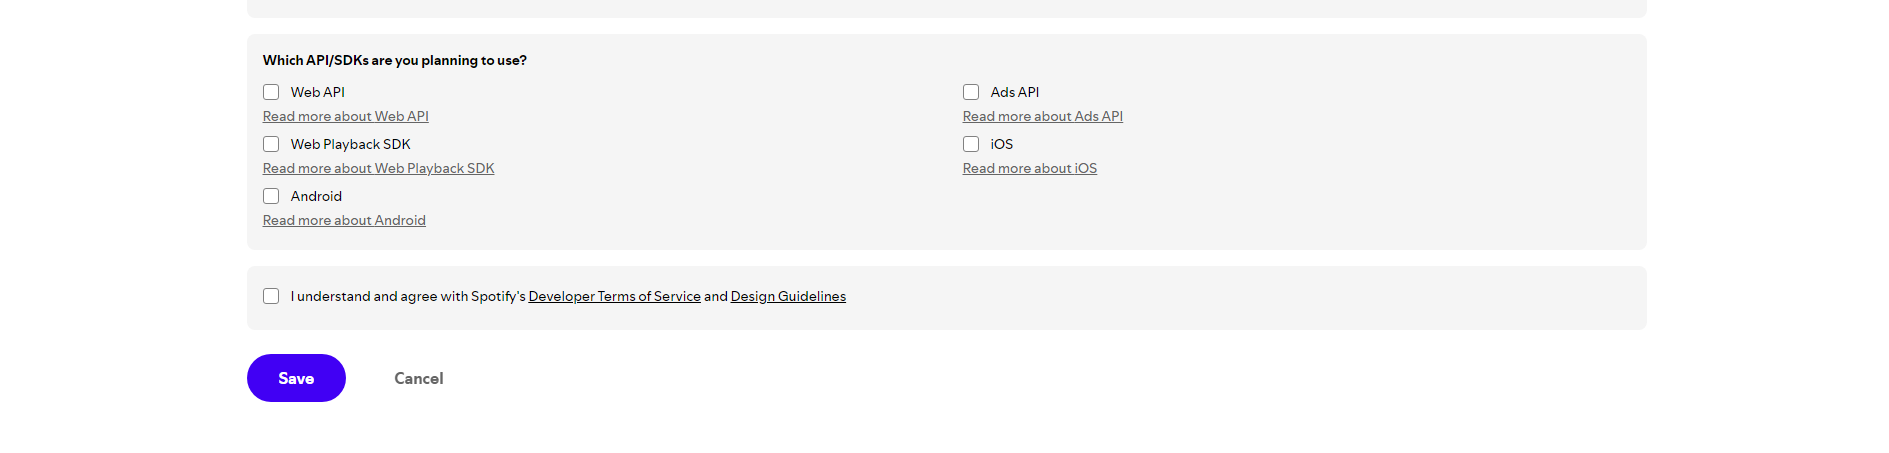 Which API/SDKs are you planning to use?
Web API
Read more about Web API
Ads API
Read more about Ads API
Web Playback SDK
Read more about Web Playback SDK
iOS
Read more about iOS
Android
Read more about Android
I understand and agree with Spotify's Developer Terms of Service and Design Guidelines
Save
Cancel